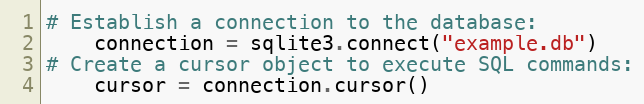 1 # Establish a connection to the database:
2     connection = sqlite3.connect("example.db")
3 # Create a cursor object to execute SQL commands:
4     cursor = connection.cursor()